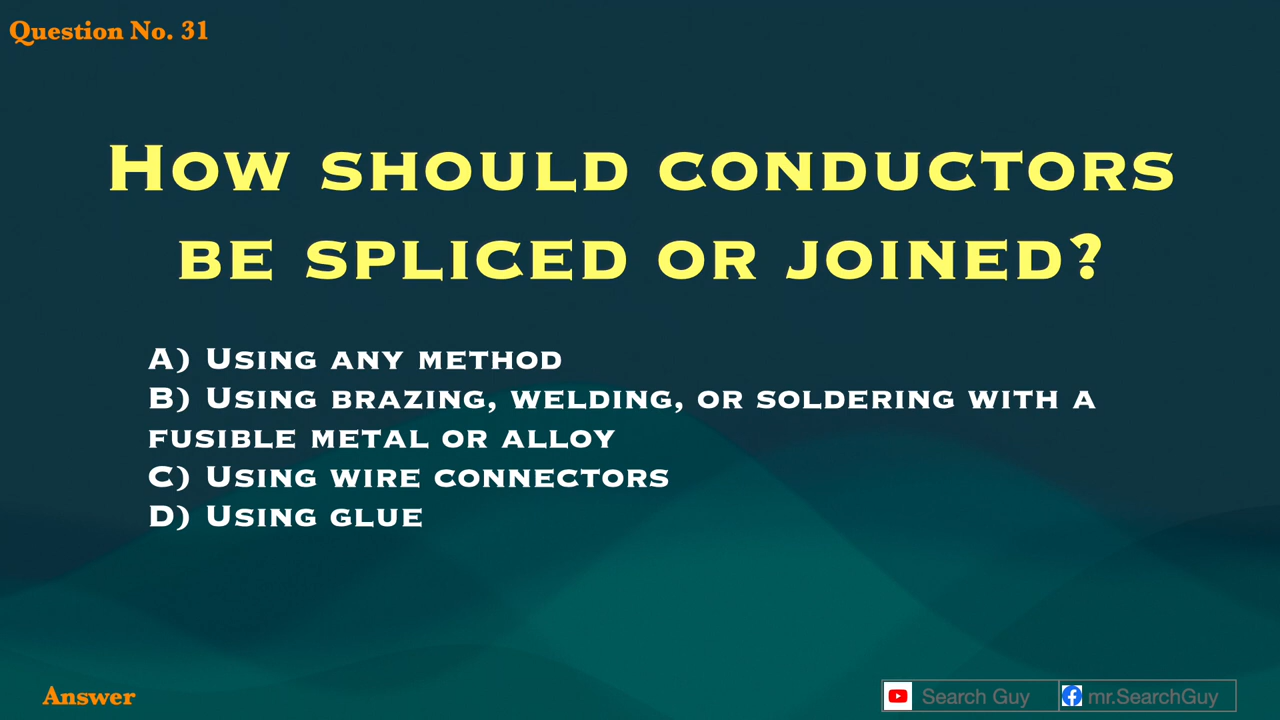 Question No. 31
How should conductors
be spliced or joined?
A) Using any method
B) Using brazing, welding, or soldering with a
fusible metal or alloy
C) Using wire connectors
D) Using glue
Answer
Search Guy
mr.SearchGuy